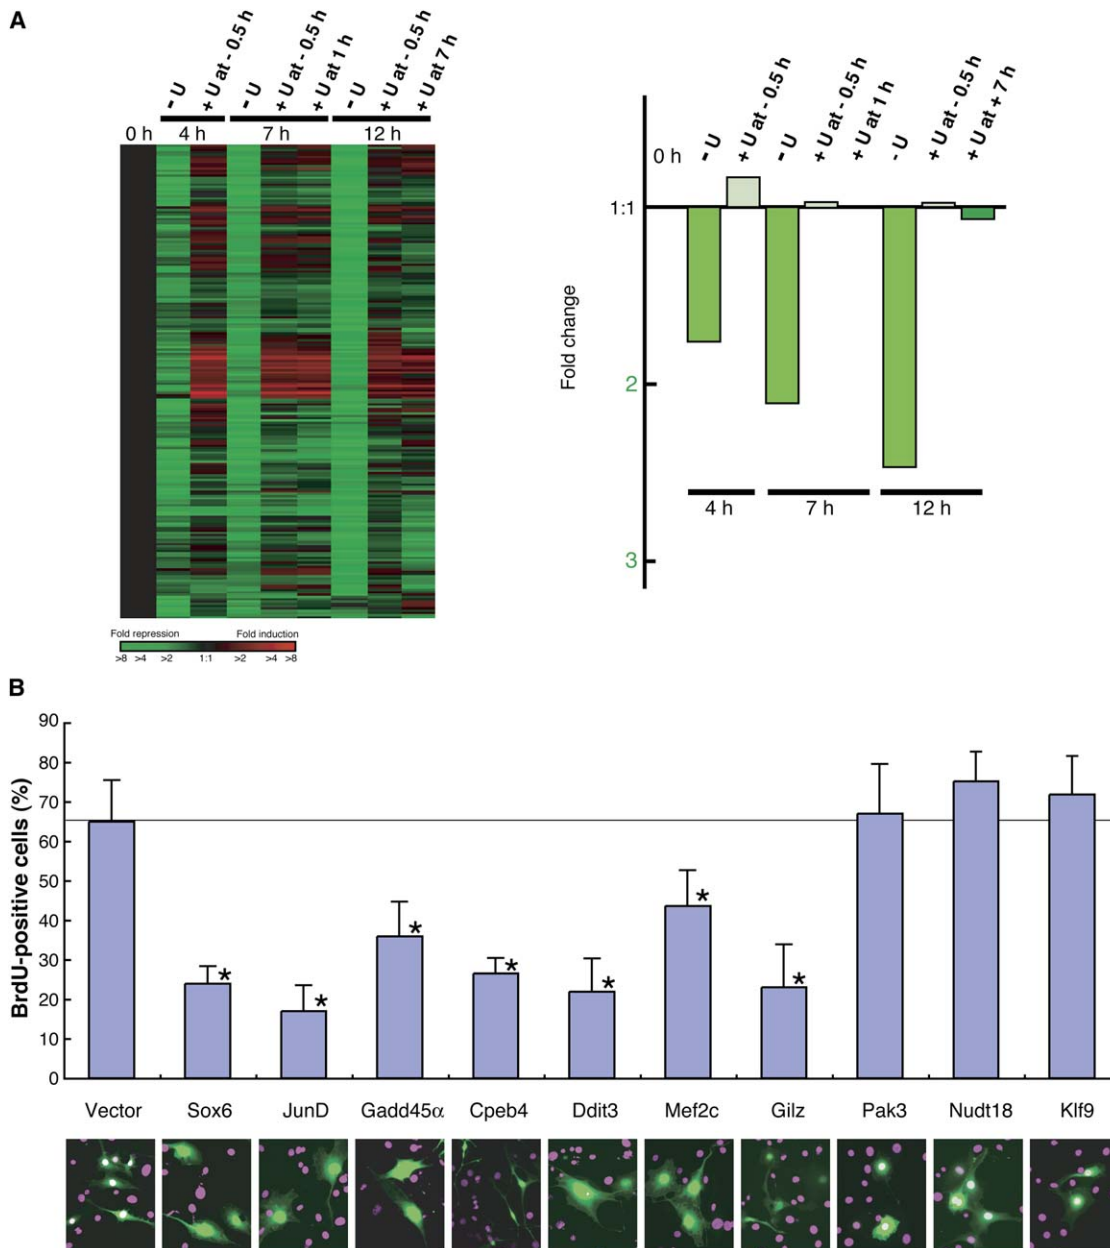 A
- U
+ U at - 0.5 h
- U
+ U at - 0.5 h
+ U at 1 h
- U
+ U at - 0.5 h
+ U at 7 h
0 h 4 h 7 h 12 h
Fold repression Fold induction
>8 >4 >2 1:1 >2 >4 >8
0 h
- U
+ U at - 0.5 h
- U
+ U at - 0.5 h
+ U at 1 h
- U
+ U at - 0.5 h
+ U at + 7 h
1:1
Fold change
2
3
4 h 7 h 12 h
B
BrdU-positive cells (%)
90
80
70
60
50
40
30
20
10
0
* * * * * * *
Vector Sox6 JunD Gadd45α Cpeb4 Ddit3 Mef2c Gilz Pak3 Nudt18 Klf9